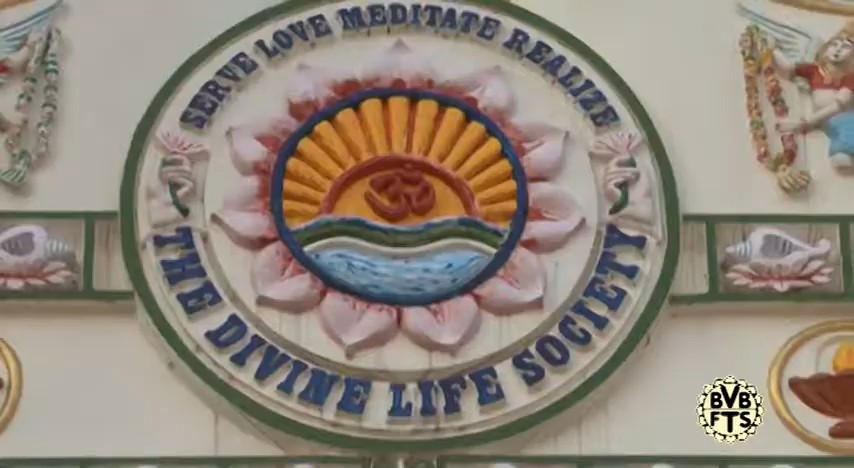 SERVE LOVE MEDITATE REALIZE
ॐ
THE DIVINE LIFE SOCIETY
BVB
FTS